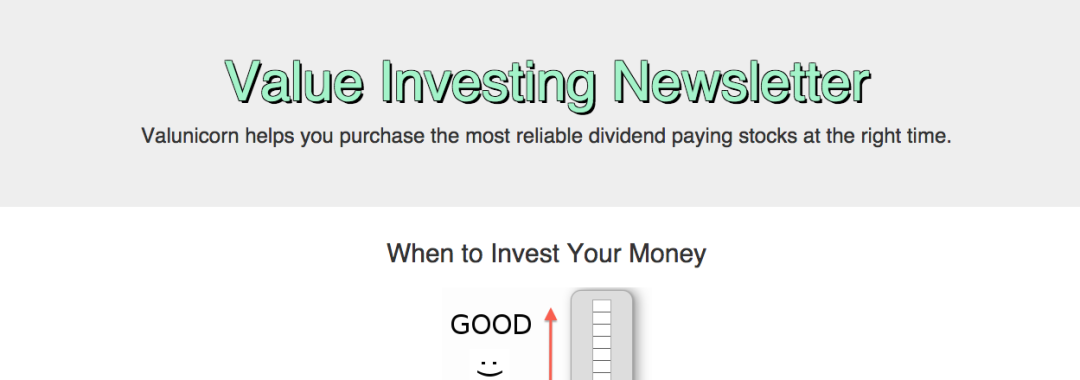 Value Investing Newsletter
Valunicorn helps you purchase the most reliable dividend paying stocks at the right time.
When to Invest Your Money
GOOD